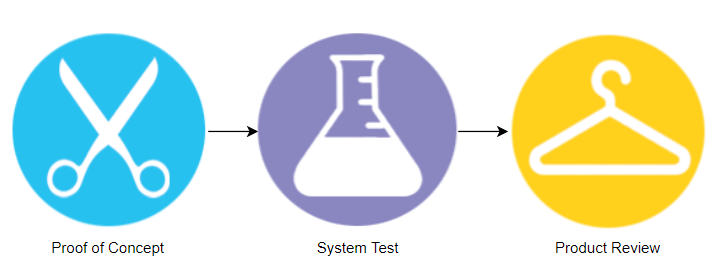 Proof of Concept
System Test
Product Review